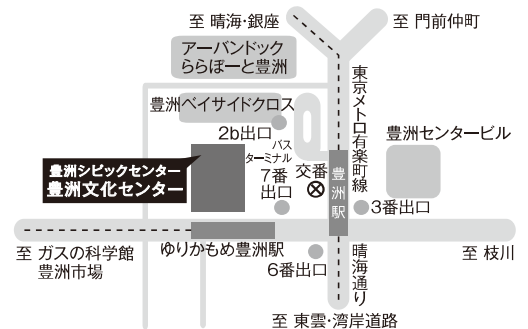 至 晴海・銀座
至 門前仲町
アーバンドック
ららぽーと豊洲
豊洲ベイサイドクロス
2b出口
バス
ターミナル
東京メトロ有楽町線
豊洲センタービル
豊洲シビックセンター
豊洲文化センター
7番
出口
交番
豊洲駅
3番出口
至 ガスの科学館
豊洲市場
ゆりかもめ豊洲駅
6番出口
晴海通り
至 枝川
至 東雲・湾岸道路